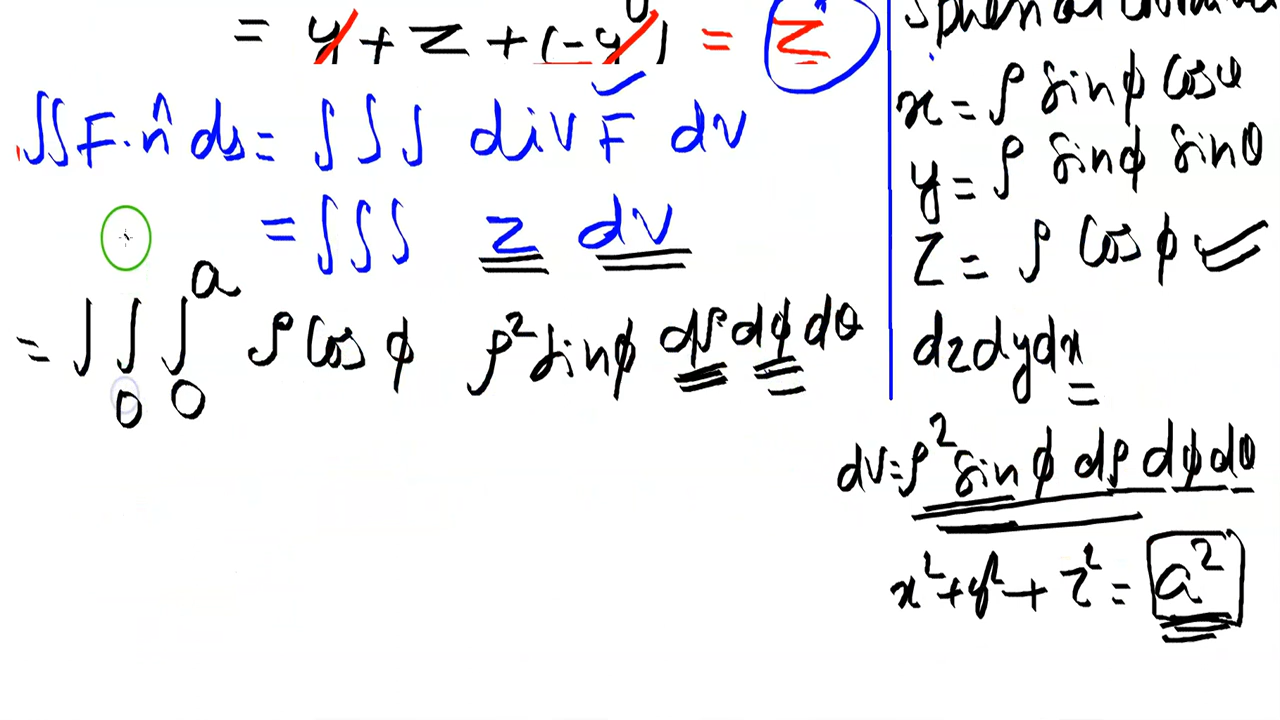 = y + z + (-y) = z
∬ F · n̂ ds = ∭ div F dV
= ∭ z dV
= ∫ ∫₀ ∫₀ᵃ ρ cos φ ρ² sin φ dρ dφ dθ
x = ρ sin φ cos θ
y = ρ sin φ sin θ
z = ρ cos φ
dz dy dx
dV = ρ² sin φ dρ dφ dθ
x² + y² + z² = a²